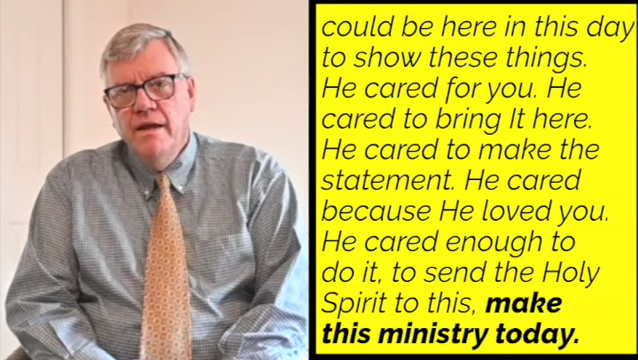 could be here in this day
to show these things.
He cared for you. He
cared to bring It here.
He cared to make the
statement. He cared
because He loved you.
He cared enough to
do it, to send the Holy
Spirit to this, make
this ministry today.